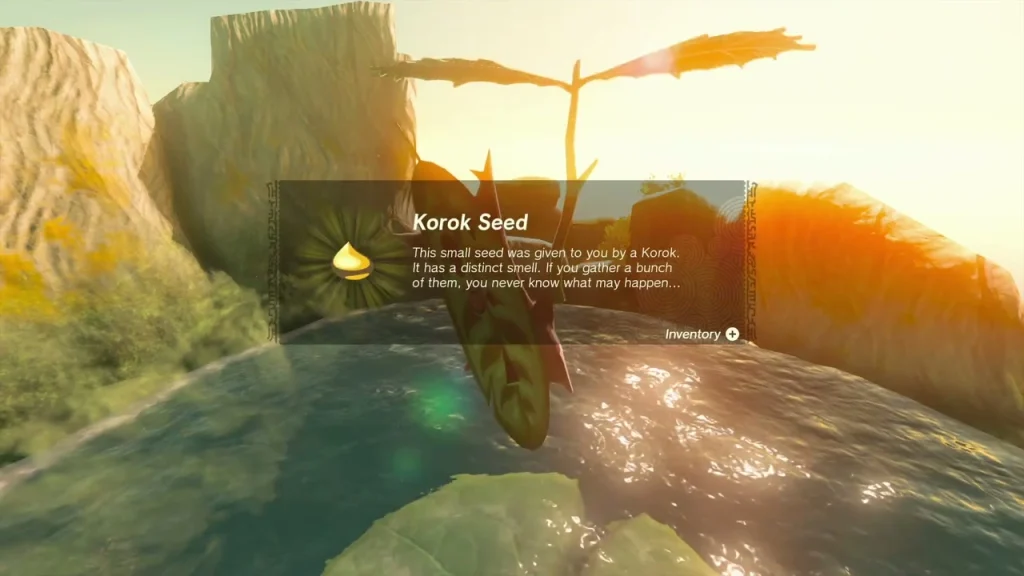 Korok Seed
This small seed was given to you by a Korok.
It has a distinct smell. If you gather a bunch
of them, you never know what may happen...
Inventory